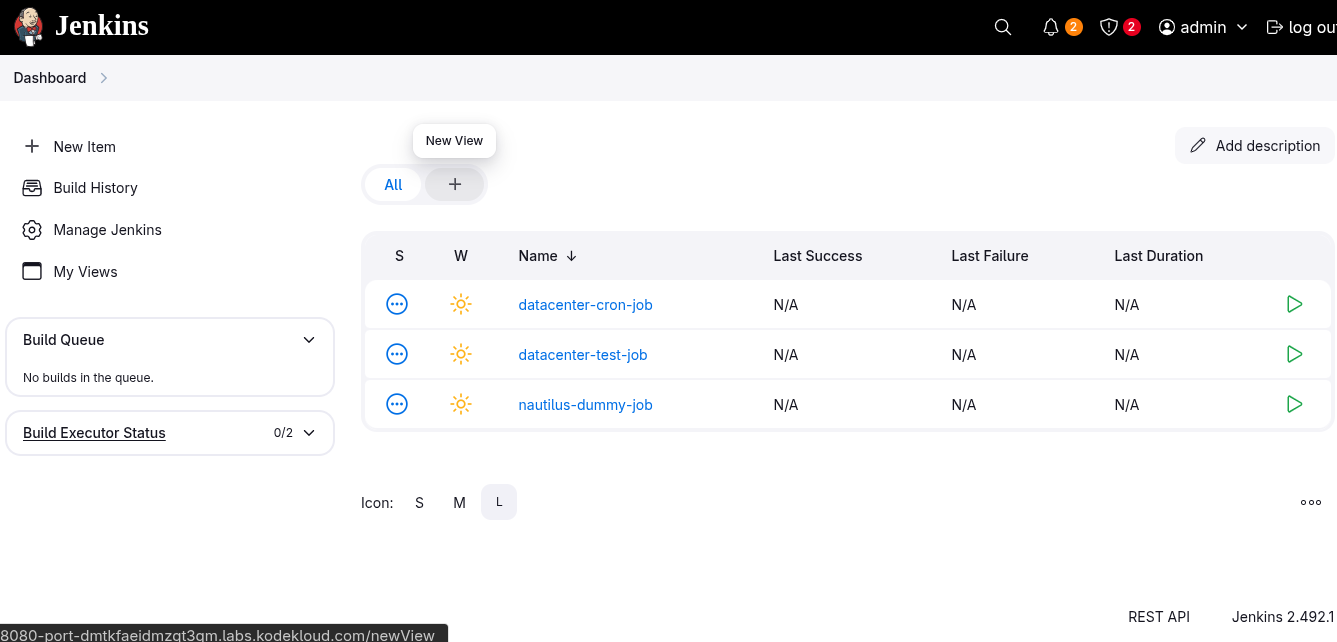 Jenkins
2 2 admin log ou
Dashboard
New Item
Build History
Manage Jenkins
My Views
Build Queue
No builds in the queue.
Build Executor Status 0/2
New View
Add description
All +
S W Name ↓ Last Success Last Failure Last Duration
datacenter-cron-job N/A N/A N/A
datacenter-test-job N/A N/A N/A
nautilus-dummy-job N/A N/A N/A
Icon: S M L
REST API Jenkins 2.492.1
8080-port-dmtkfaeidmzgt3gm.labs.kodekloud.com/newView